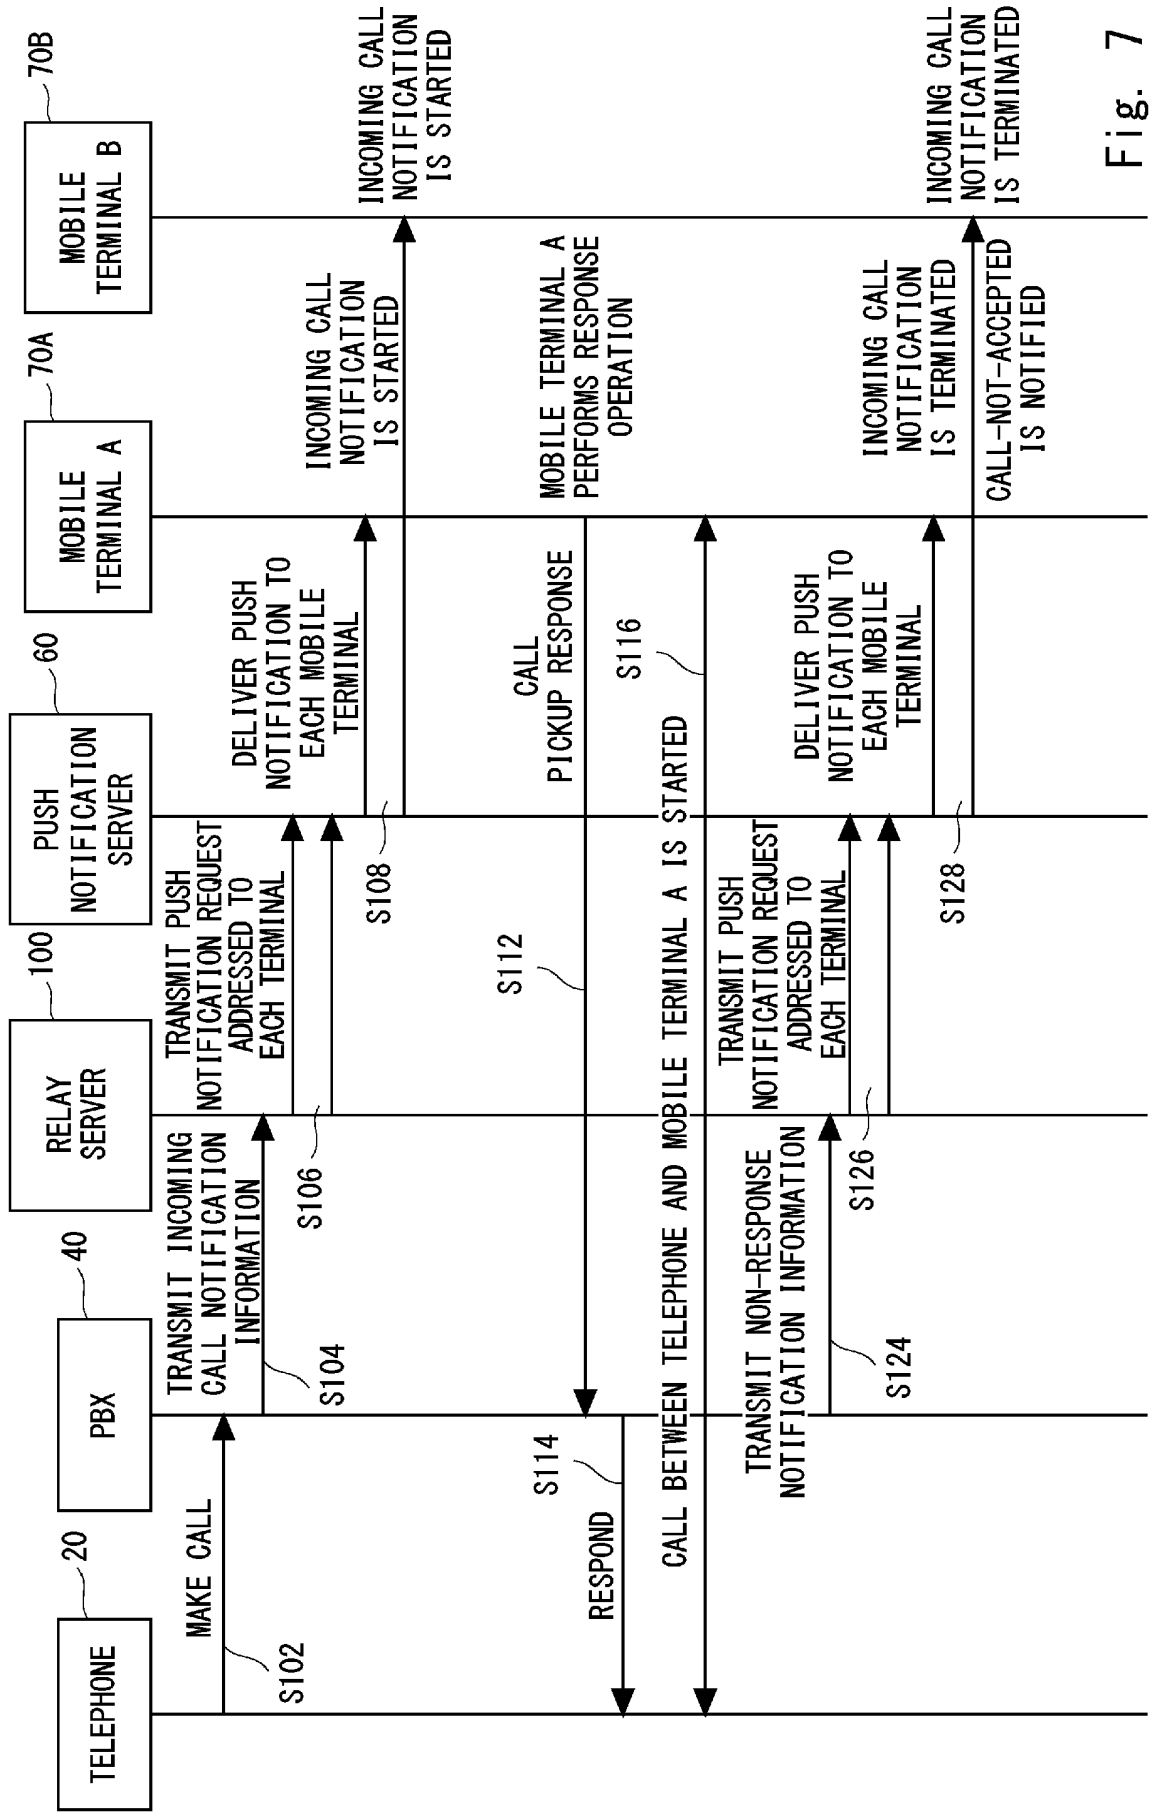 TELEPHONE
20
PBX
40
RELAY
SERVER
100
PUSH
NOTIFICATION
SERVER
60
MOBILE
TERMINAL A
70A
MOBILE
TERMINAL B
70B
MAKE CALL
S102
TRANSMIT INCOMING
CALL NOTIFICATION
INFORMATION
S104
TRANSMIT PUSH
NOTIFICATION REQUEST
ADDRESSED TO
EACH TERMINAL
S106
DELIVER PUSH
NOTIFICATION TO
EACH MOBILE
TERMINAL
S108
INCOMING CALL
NOTIFICATION
IS STARTED
INCOMING CALL
NOTIFICATION
IS STARTED
MOBILE TERMINAL A
PERFORMS RESPONSE
OPERATION
CALL
PICKUP RESPONSE
S112
S114
RESPOND
S116
CALL BETWEEN TELEPHONE AND MOBILE TERMINAL A IS STARTED
TRANSMIT NON-RESPONSE
NOTIFICATION INFORMATION
S124
TRANSMIT PUSH
NOTIFICATION REQUEST
ADDRESSED TO
EACH TERMINAL
S126
DELIVER PUSH
NOTIFICATION TO
EACH MOBILE
TERMINAL
S128
INCOMING CALL
NOTIFICATION
IS TERMINATED
CALL-NOT-ACCEPTED
IS NOTIFIED
INCOMING CALL
NOTIFICATION
IS TERMINATED
Fig. 7